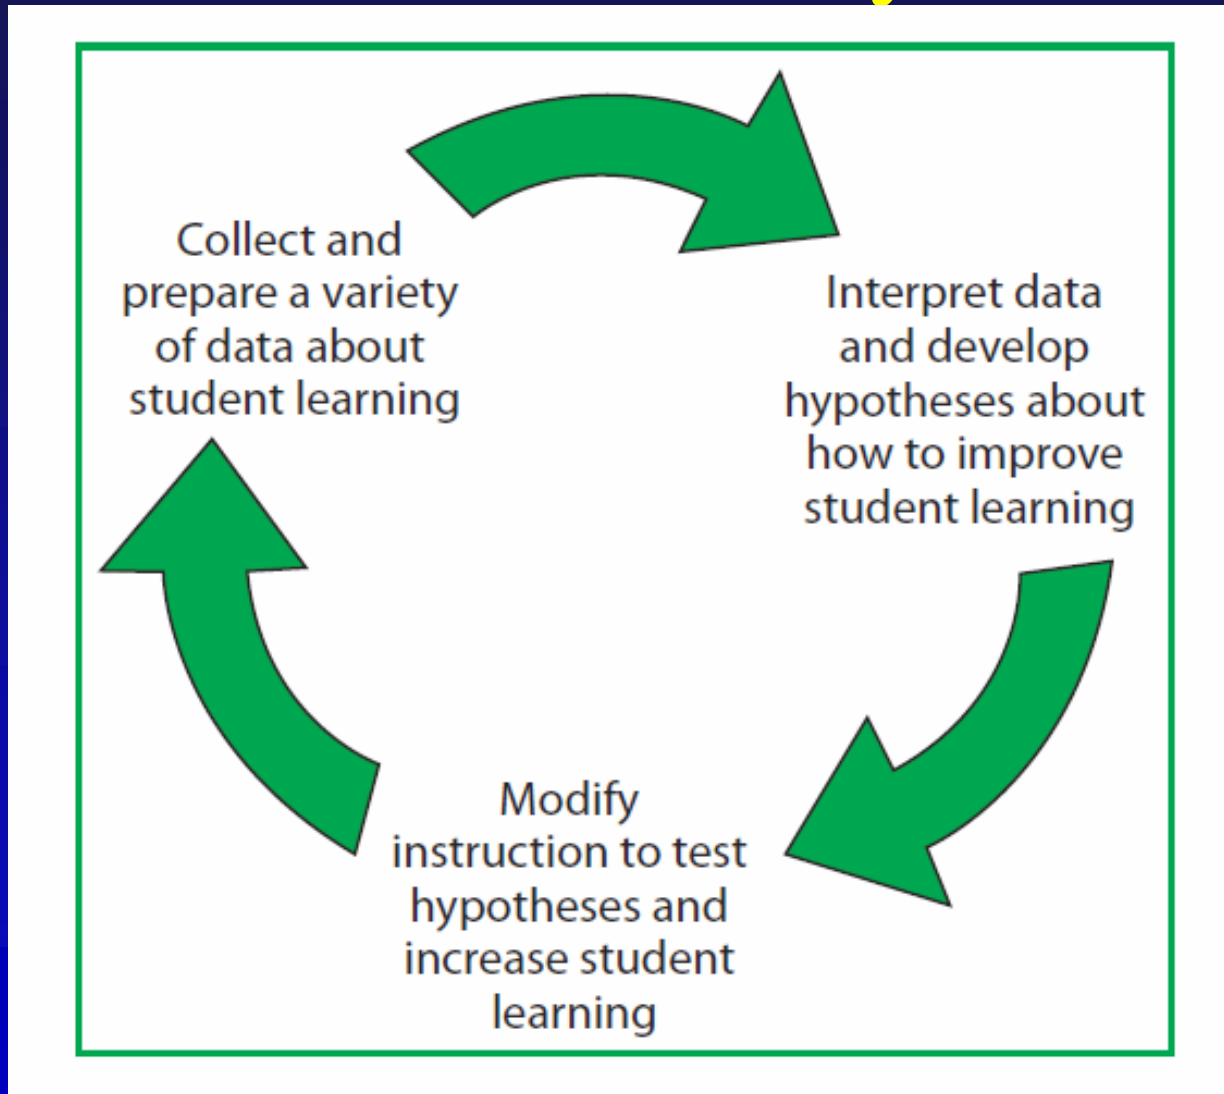 Collect and
prepare a variety
of data about
student learning
Interpret data
and develop
hypotheses about
how to improve
student learning
Modify
instruction to test
hypotheses and
increase student
learning